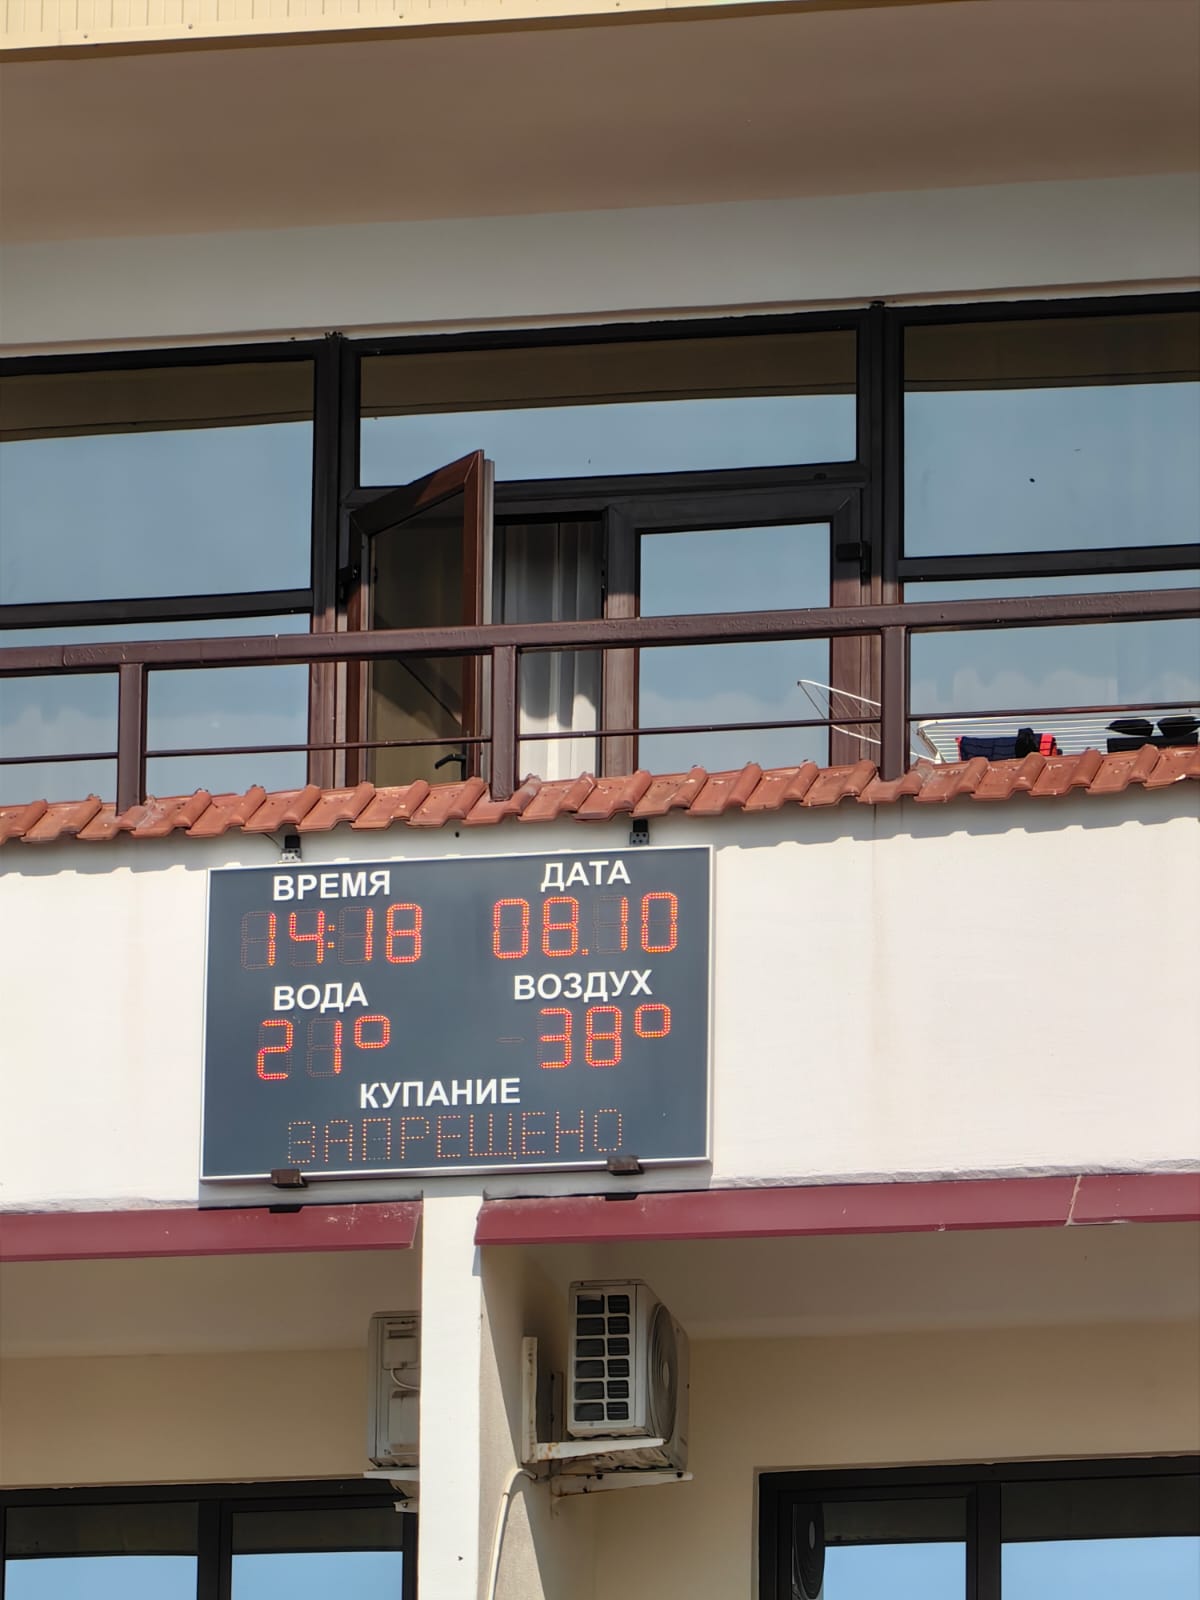 ВРЕМЯ ДАТА
14:18 08.10
ВОДА ВОЗДУХ
21° 38°
КУПАНИЕ
ЗАПРЕЩЕНО